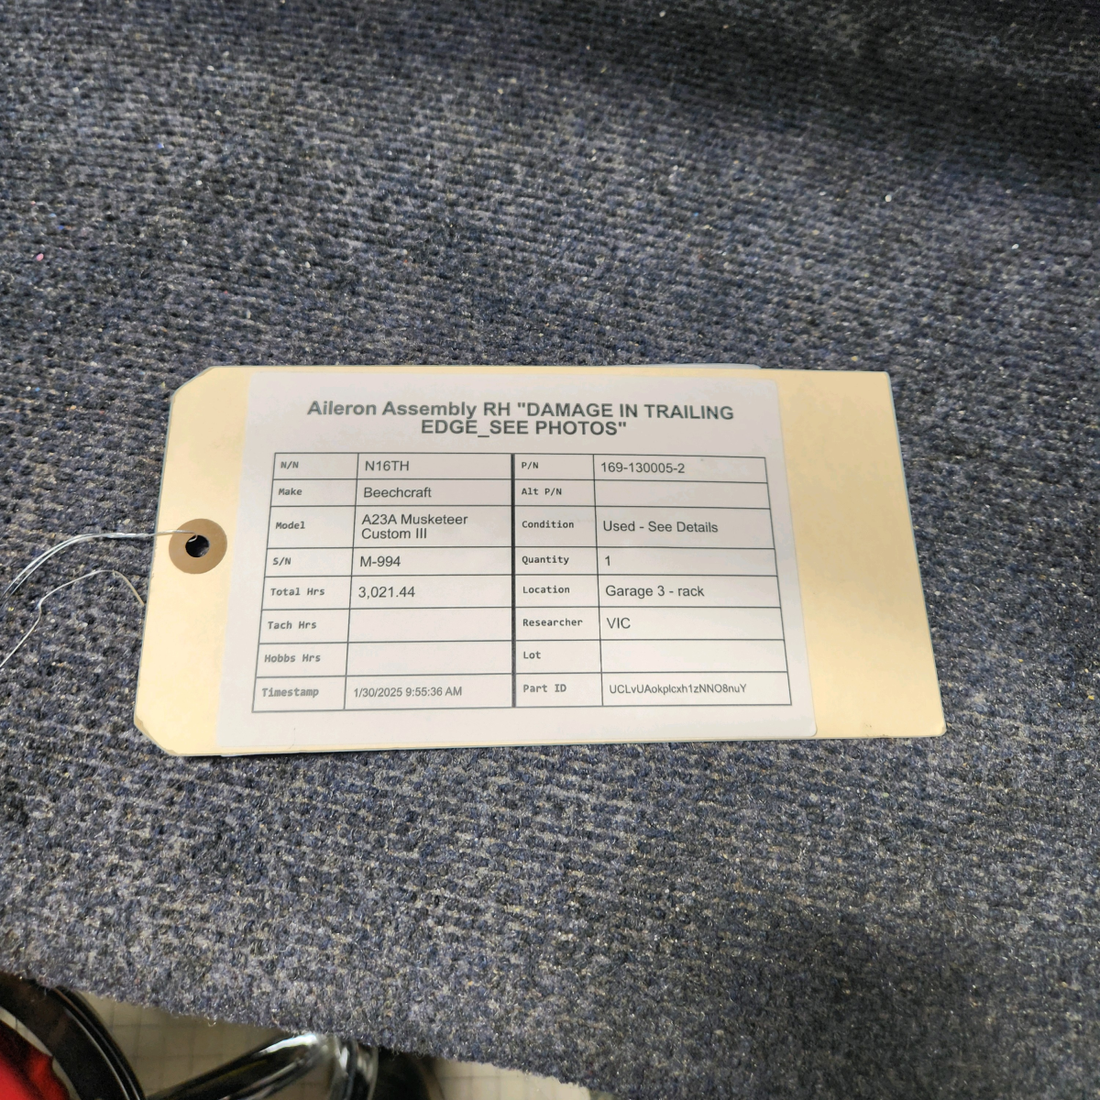 Aileron Assembly RH "DAMAGE IN TRAILING
EDGE_SEE PHOTOS"
N/N N16TH P/N 169-130005-2
Make Beechcraft Alt P/N
Model A23A Musketeer Custom III Condition Used - See Details
S/N M-994 Quantity 1
Total Hrs 3,021.44 Location Garage 3 - rack
Tach Hrs Researcher VIC
Hobbs Hrs Lot
Timestamp 1/30/2025 9:55:36 AM Part ID UCLvUAokplcxh1zNNO8nuY